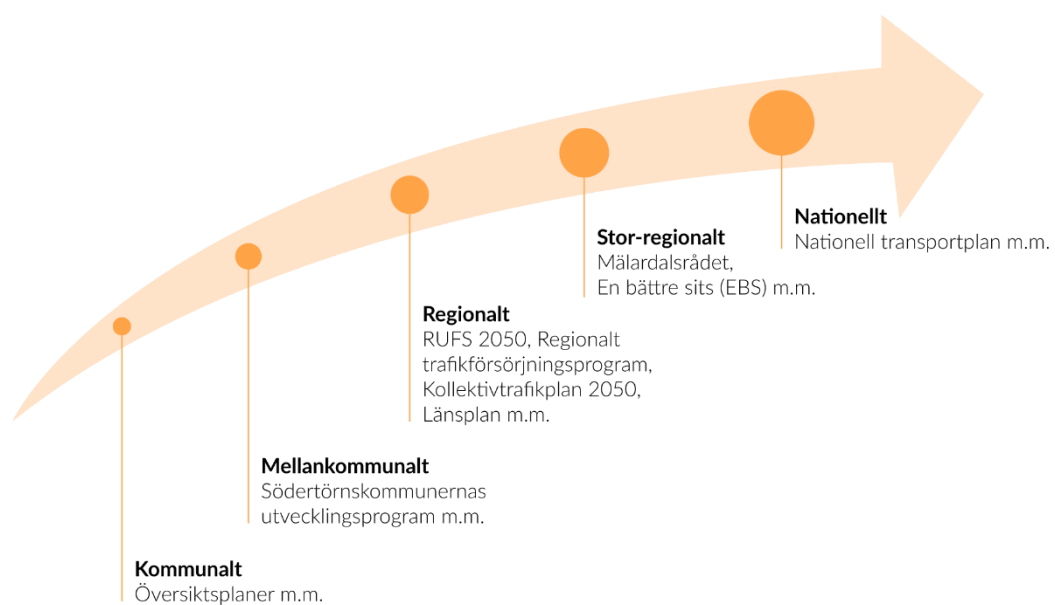 Nationellt
Nationell transportplan m.m.
Stor-regionalt
Mälardalsrådet,
En bättre sits (EBS) m.m.
Regionalt
RUFS 2050, Regionalt
trafikförsörjningsprogram,
Kollektivtrafikplan 2050,
Länsplan m.m.
Mellankommunalt
Södertörnskommunernas
utvecklingsprogram m.m.
Kommunalt
Översiktsplaner m.m.